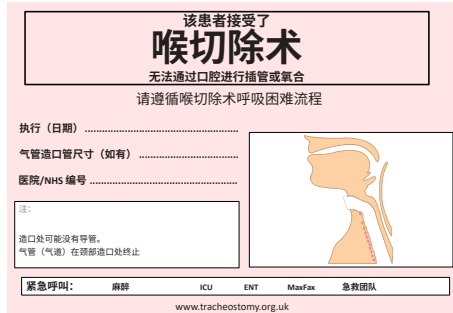 该患者接受了
喉切除术
无法通过口腔进行插管或氧合
请遵循喉切除术呼吸困难流程
执行（日期）......................................................
气管造口管尺寸（如有）...................................
医院/NHS 编号....................................................
注：
造口处可能没有导管。
气管（气道）在颈部造口处终止
紧急呼叫： 麻醉 ICU ENT MaxFax 急救团队
www.tracheostomy.org.uk